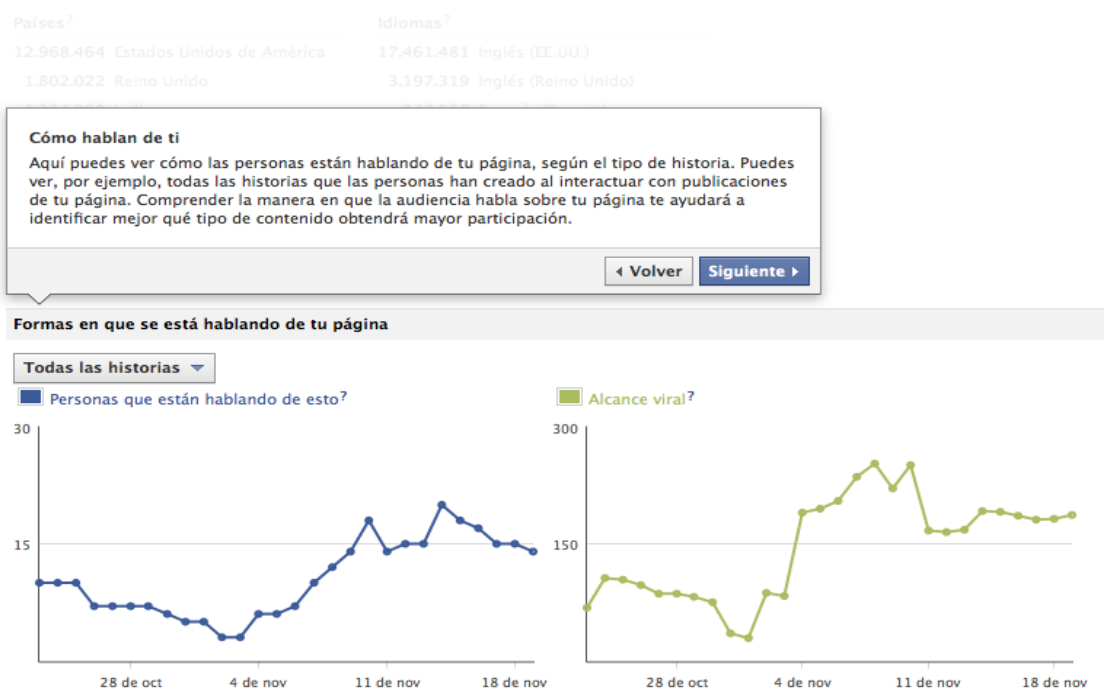 Países?
Idiomas?
12.968.464 Estados Unidos de América
17.461.481 Inglés (EE.UU.)
1.802.022 Reino Unido
3.197.319 Inglés (Reino Unido)
Cómo hablan de ti
Aquí puedes ver cómo las personas están hablando de tu página, según el tipo de historia. Puedes
ver, por ejemplo, todas las historias que las personas han creado al interactuar con publicaciones
de tu página. Comprender la manera en que la audiencia habla sobre tu página te ayudará a
identificar mejor qué tipo de contenido obtendrá mayor participación.
Volver
Siguiente
Formas en que se está hablando de tu página
Todas las historias
Personas que están hablando de esto?
30
15
28 de oct
4 de nov
11 de nov
18 de nov
Alcance viral?
300
150
28 de oct
4 de nov
11 de nov
18 de nov